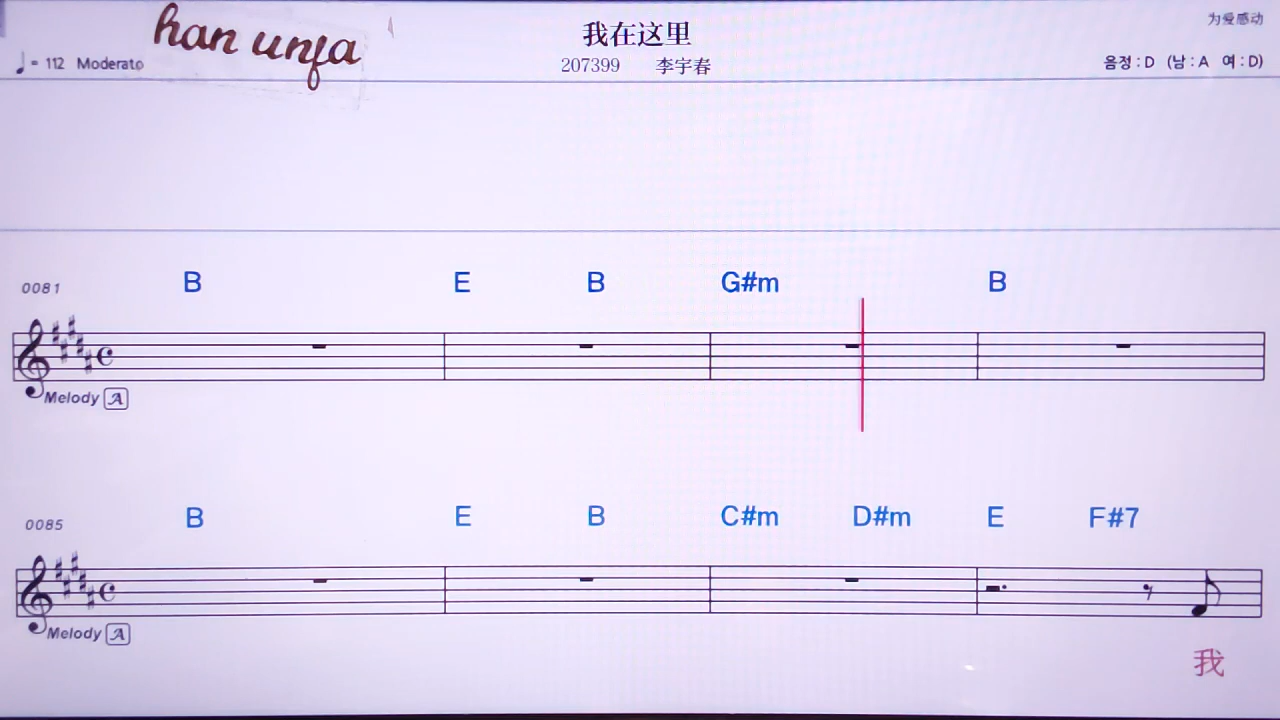 han unfa
我在这里
为爱感动
♩= 112 Moderato
207399 李宇春
음정 : D (남 : A 여 : D)
B E B G#m B
0081
Melody A
B E B C#m D#m E F#7
0085
Melody A
我